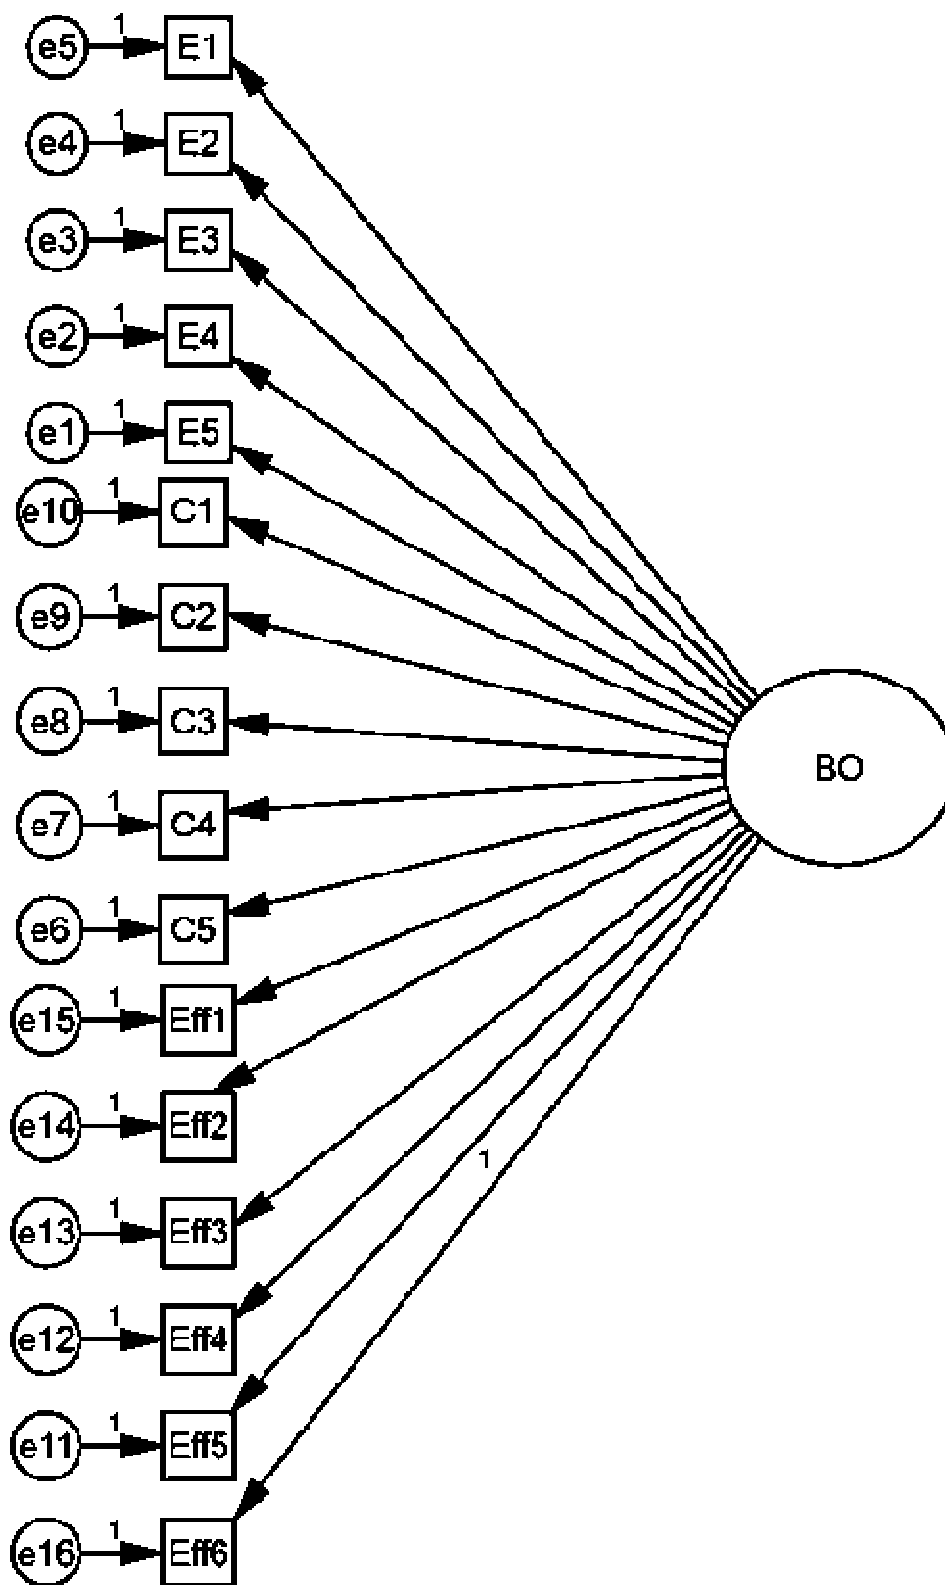 e5 1 E1
e4 1 E2
e3 1 E3
e2 1 E4
e1 1 E5
e10 1 C1
e9 1 C2
e8 1 C3
BO
e7 1 C4
e6 1 C5
e15 1 Eff1
e14 1 Eff2
1
e13 1 Eff3
e12 1 Eff4
e11 1 Eff5
e16 1 Eff6